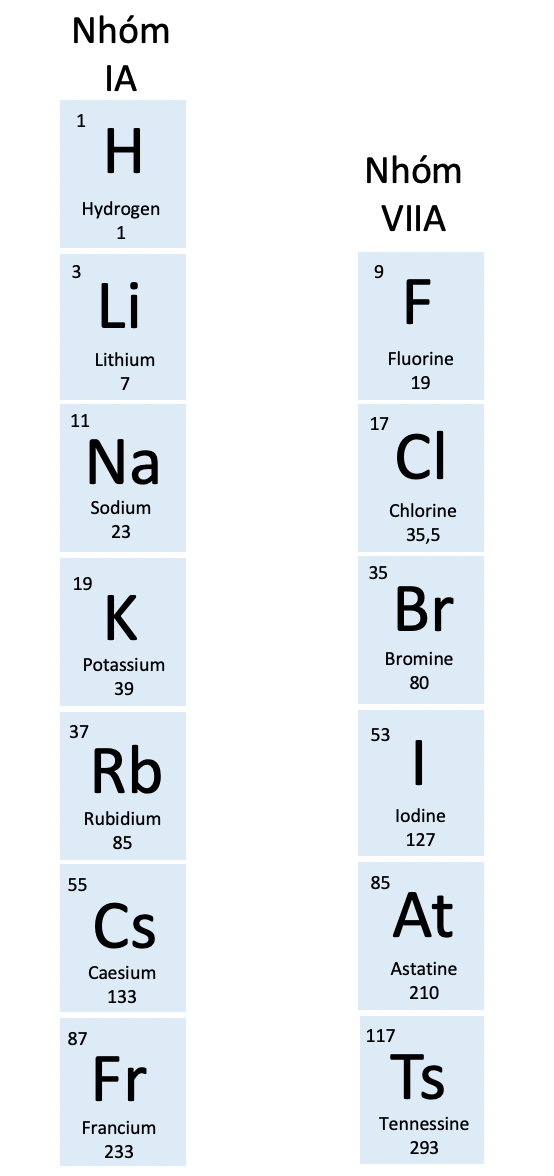 Nhóm
IA
1
H
Hydrogen
1
3
Li
Lithium
7
11
Na
Sodium
23
19
K
Potassium
39
37
Rb
Rubidium
85
55
Cs
Caesium
133
87
Fr
Francium
233
Nhóm
VIIA
9
F
Fluorine
19
17
Cl
Chlorine
35,5
35
Br
Bromine
80
53
I
Iodine
127
85
At
Astatine
210
117
Ts
Tennessine
293